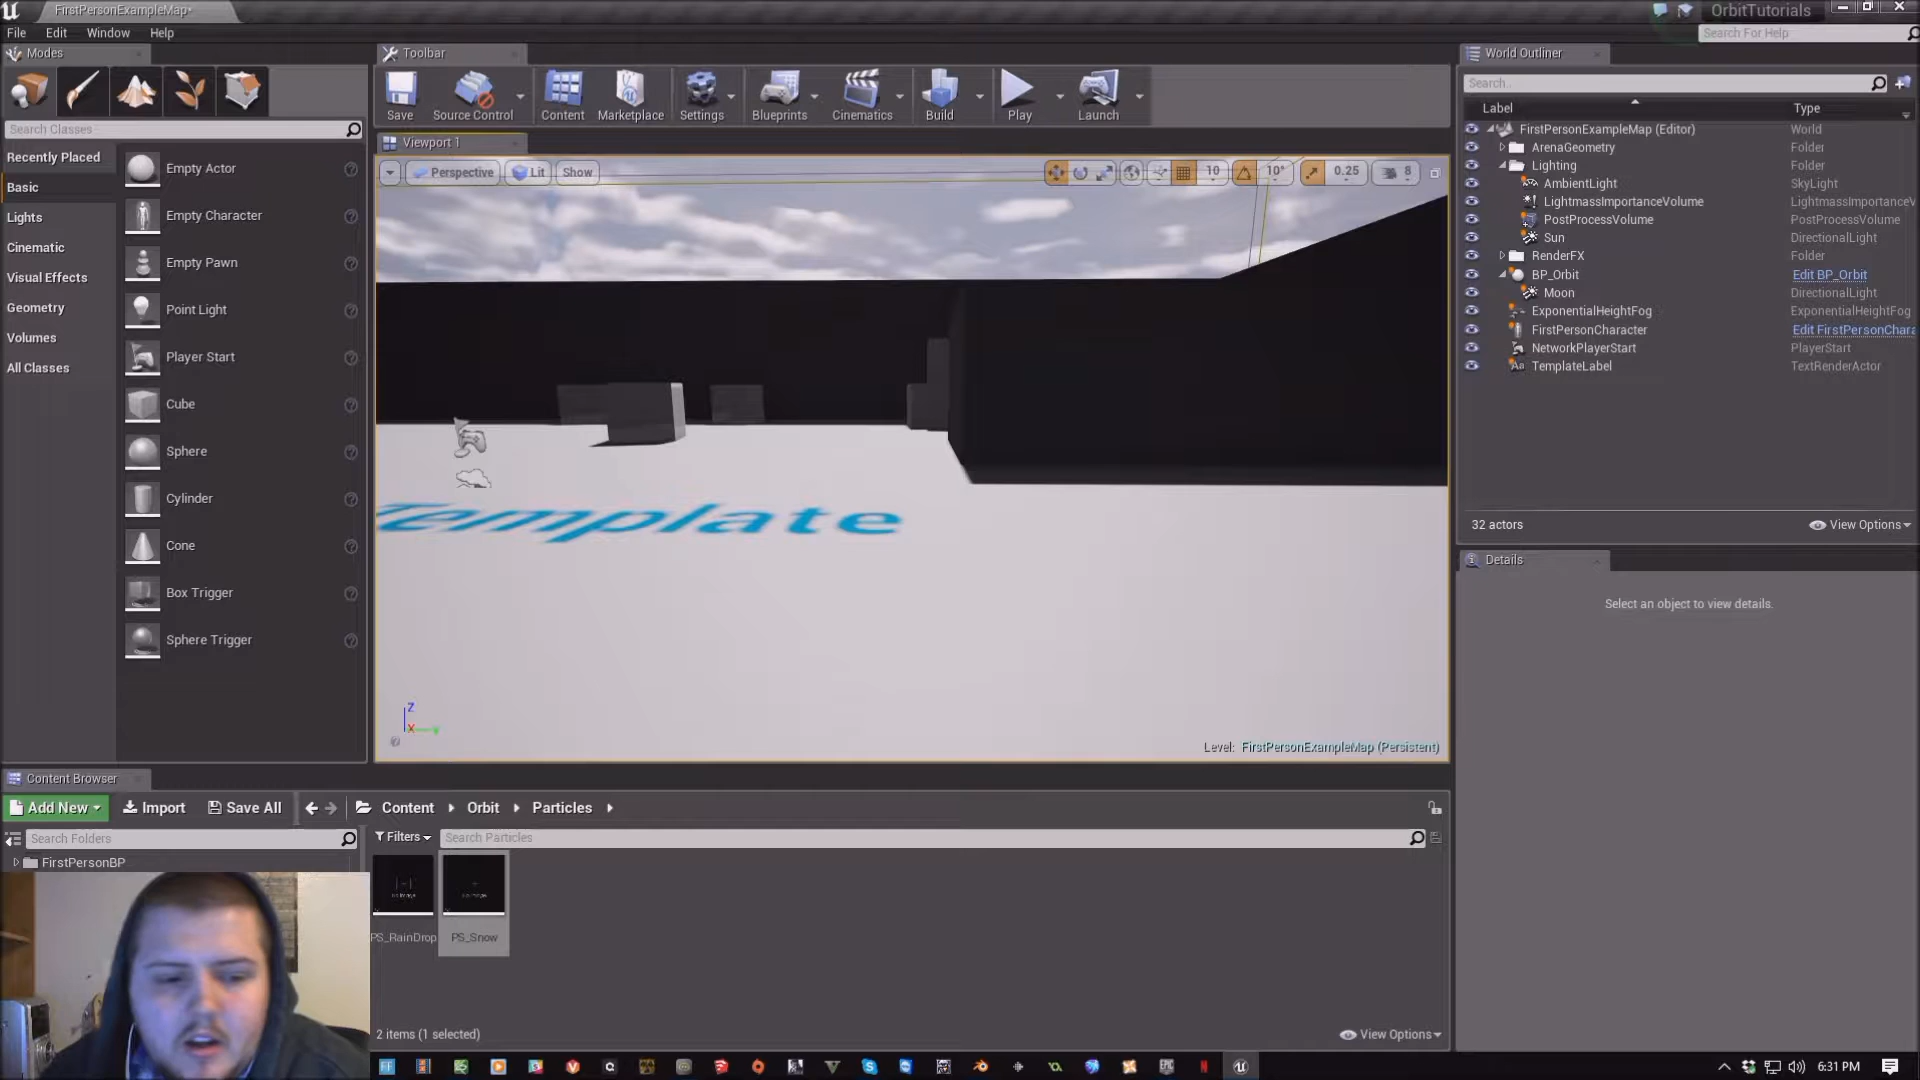 FirstPersonExampleMap*
OrbitTutorials
File Edit Window Help
Search For Help
Modes
Toolbar
World Outliner
Save
Source Control
Content
Marketplace
Settings
Blueprints
Cinematics
Build
Play
Launch
Search...
Search Classes
Label Type
Viewport 1
Recently Placed
Basic
Lights
Cinematic
Visual Effects
Geometry
Volumes
All Classes
Empty Actor
Empty Character
Empty Pawn
Point Light
Player Start
Cube
Sphere
Cylinder
Cone
Box Trigger
Sphere Trigger
Perspective Lit Show
10 10° 0.25 8
Template
Z
X
Level: FirstPersonExampleMap (Persistent)
FirstPersonExampleMap (Editor) World
ArenaGeometry Folder
Lighting Folder
AmbientLight SkyLight
LightmassImportanceVolume LightmassImportanceV
PostProcessVolume PostProcessVolume
Sun DirectionalLight
RenderFX Folder
BP_Orbit Edit BP_Orbit
Moon DirectionalLight
ExponentialHeightFog ExponentialHeightFog
FirstPersonCharacter Edit FirstPersonChara
NetworkPlayerStart PlayerStart
TemplateLabel TextRenderActor
32 actors
View Options
Details
Select an object to view details.
Content Browser
Add New
Import
Save All
Content Orbit Particles
Search Folders
Filters
Search Particles
FirstPersonBP
PS_RainDrop
PS_Snow
2 items (1 selected)
View Options
6:31 PM